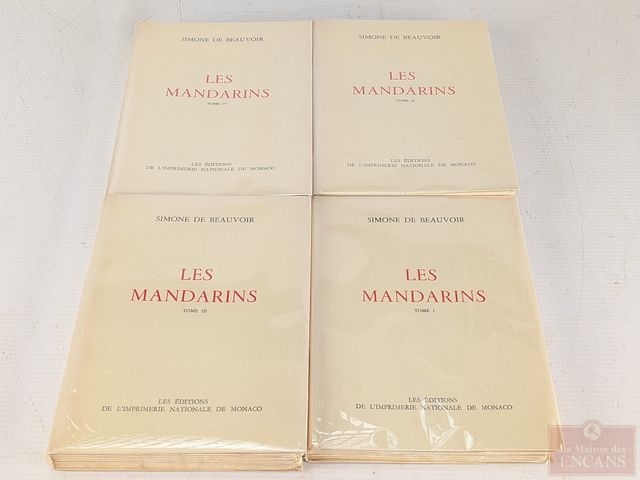 SIMONE DE BEAUVOIR
LES
MANDARINS
TOME IV
LES ÉDITIONS
DE L'IMPRIMERIE NATIONALE DE MONACO
SIMONE DE BEAUVOIR
LES
MANDARINS
TOME II
LES ÉDITIONS
DE L'IMPRIMERIE NATIONALE DE MONACO
SIMONE DE BEAUVOIR
LES
MANDARINS
TOME III
LES ÉDITIONS
DE L'IMPRIMERIE NATIONALE DE MONACO
SIMONE DE BEAUVOIR
LES
MANDARINS
TOME I
LES ÉDITIONS
DE L'IMPRIMERIE NATIONALE DE MONACO
La Maison des
ENCANS